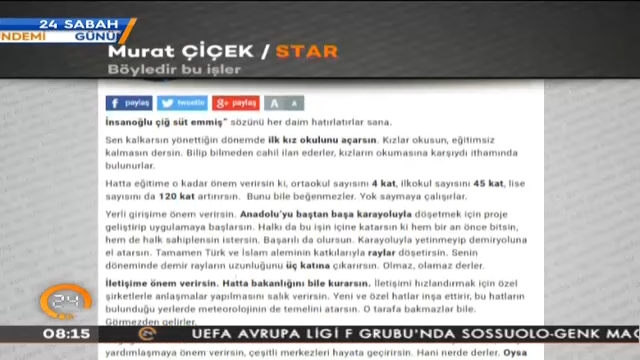 24 SABAH
NDEMİ GÜNÜ
Murat ÇİÇEK / STAR
Böyledir bu işler
paylaş tweetle paylaş A A
İnsanoğlu çiğ süt emmiş” sözünü her daim hatırlatırlar sana.
Sen kalkarsın yönettiğin dönemde ilk kız okulunu açarsın. Kızlar okusun, eğitimsiz
kalmasın dersin. Bilip bilmeden cahil ilan ederler, kızların okumasına karşıydı ithamında
bulunurlar.
Hatta eğitime o kadar önem verirsin ki, ortaokul sayısını 4 kat, ilkokul sayısını 45 kat, lise
sayısını da 120 kat artırırsın. Bunu bile beğenmezler. Yok saymaya çalışırlar.
Yerli girişime önem verirsin. Anadolu’yu baştan başa karayoluyla döşetmek için proje
geliştirip uygulamaya başlarsın. Halkı da bu işin içine katarsın ki hem bir an önce bitsin,
hem de halk sahiplensin istersin. Başarılı da olursun. Karayoluyla yetinmeyip demiryoluna
el atarsın. Tamamen Türk ve İslam aleminin katkılarıyla raylar döşetirsin. Senin
döneminde demir rayların uzunluğunu üç katına çıkarırsın. Olmaz, olamaz derler.
İletişime önem verirsin. Hatta bakanlığını bile kurarsın. İletişimi hızlandırmak için özel
şirketlerle anlaşmalar yapılmasını salık verirsin. Yeni ve özel hatlar inşa ettirir, bu hatların
bulunduğu yerlerde meteorolojinin de temelini atarsın. O tarafa bakmazlar bile.
Görmezden gelirler.
24
08:15 UEFA AVRUPA LİGİ F GRUBU'NDA SOSSUOLO-GENK MAÇ
yardımlaşmaya önem verirsin, çeşitli merkezleri hayata geçirirsin. Hani nerde derler. Oysa